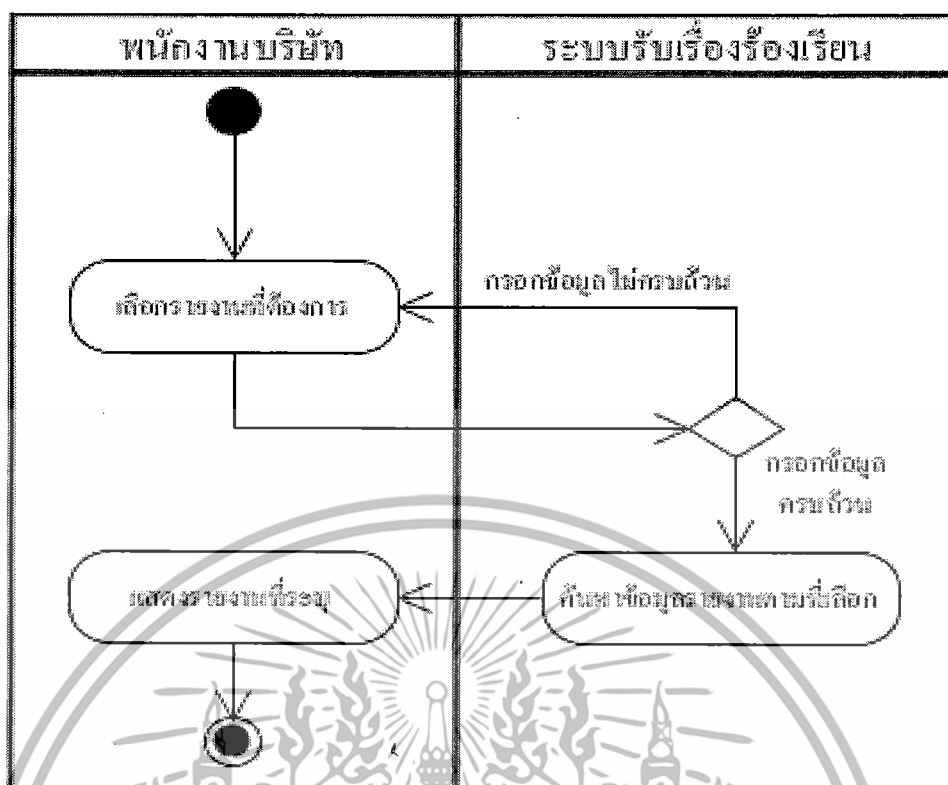 พนักงานบริษัท
ระบบรับเรื่องร้องเรียน
เลือกรายงานที่ต้องการ
กรอกข้อมูลไม่ครบถ้วน
กรอกข้อมูล
ครบถ้วน
แสดงรายงานที่ระบุ
ค้นหาข้อมูลรายงานตามที่เลือก